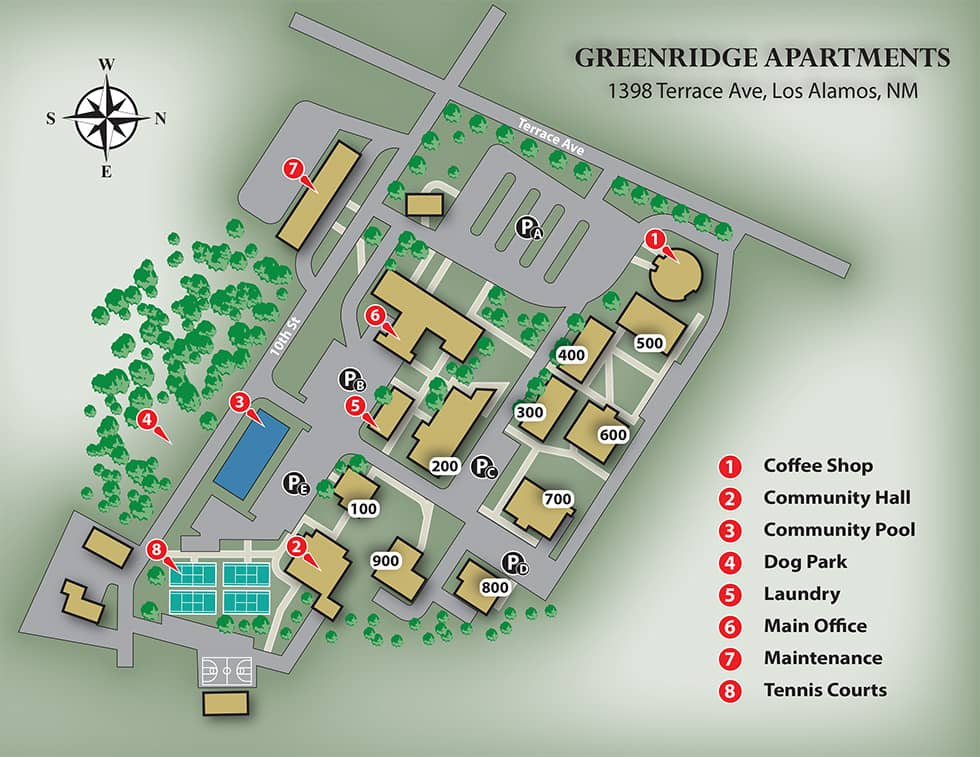 GREENRIDGE APARTMENTS
1398 Terrace Ave, Los Alamos, NM
W
S N
E
Terrace Ave
7
P A
1
10th St
6
500
400
P B
3
5
300
4
600
200
P C
P E
700
100
8
2
900
P D
800
1 Coffee Shop
2 Community Hall
3 Community Pool
4 Dog Park
5 Laundry
6 Main Office
7 Maintenance
8 Tennis Courts